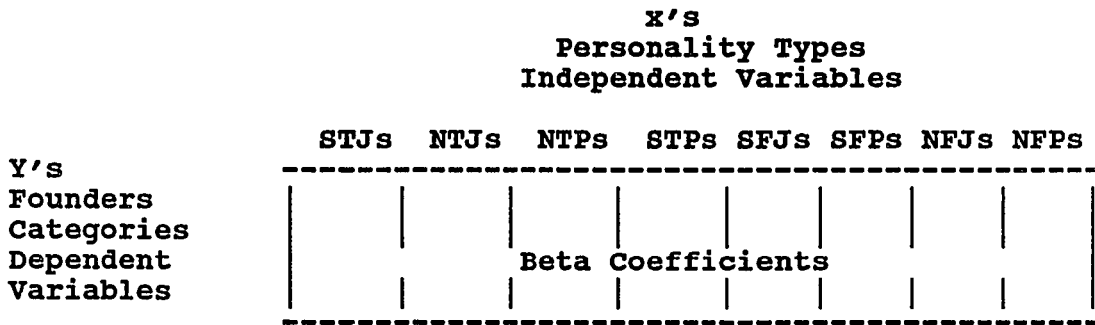 x's
Personality Types
Independent Variables
STJs NTJs NTPs STPs SFJs SFPs NFJs NFPs
Y's
Founders
Categories
Dependent Beta Coefficients
Variables